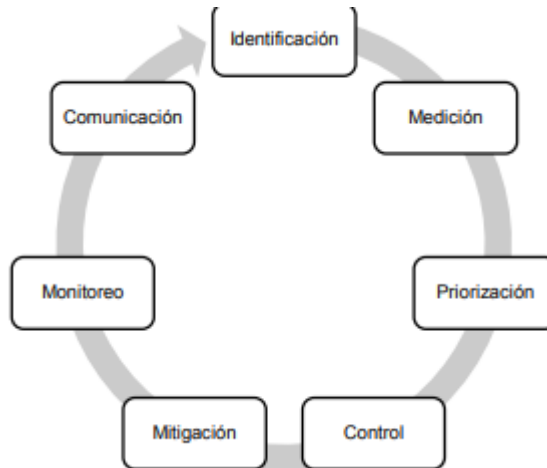 Identificación
Medición
Priorización
Control
Mitigación
Monitoreo
Comunicación